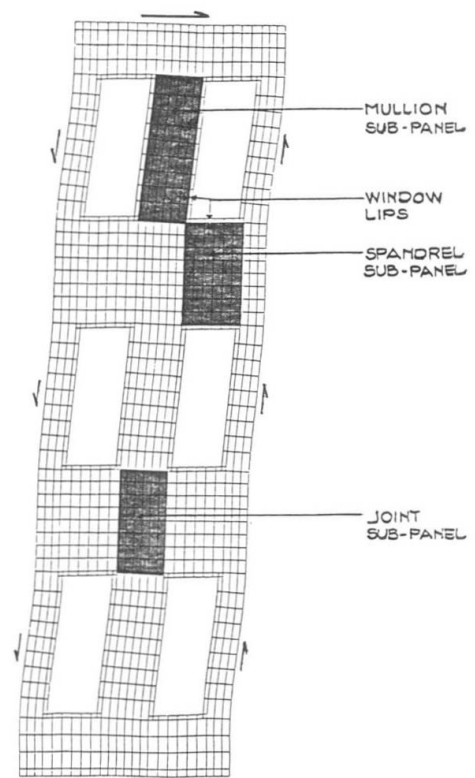 MULLION
SUB-PANEL
WINDOW
LIPS
SPANDREL
SUB-PANEL
JOINT
SUB-PANEL